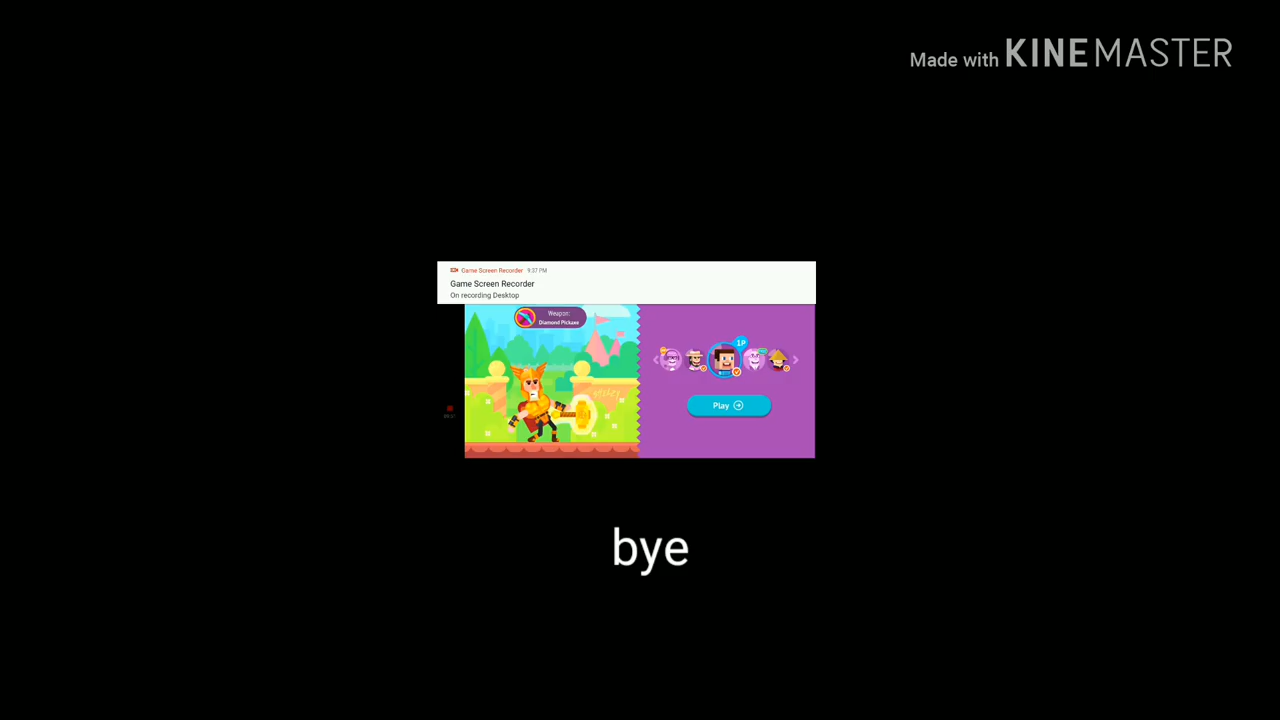 Made with KINEMASTER
Game Screen Recorder 9:37 PM
Game Screen Recorder
On recording Desktop
Weapon:
Diamond Pickaxe
1P
Play
bye